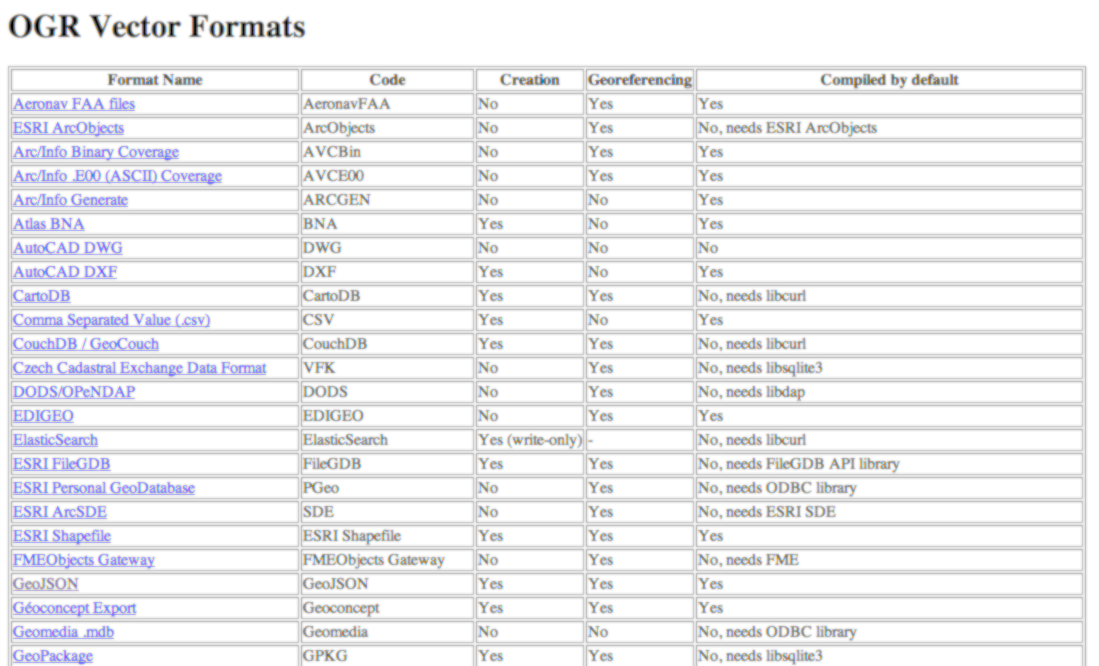 OGR Vector Formats
Format Name Code Creation Georeferencing Compiled by default
Aeronav FAA files AeronavFAA No Yes Yes
ESRI ArcObjects ArcObjects No Yes No, needs ESRI ArcObjects
Arc/Info Binary Coverage AVCBin No Yes Yes
Arc/Info .E00 (ASCII) Coverage AVCE00 No Yes Yes
Arc/Info Generate ARCGEN No No Yes
Atlas BNA BNA Yes No Yes
AutoCAD DWG DWG No No No
AutoCAD DXF DXF Yes No Yes
CartoDB CartoDB Yes Yes No, needs libcurl
Comma Separated Value (.csv) CSV Yes No Yes
CouchDB / GeoCouch CouchDB Yes Yes No, needs libcurl
Czech Cadastral Exchange Data Format VFK No Yes No, needs libsqlite3
DODS/OPeNDAP DODS No Yes No, needs libdap
EDIGEO EDIGEO No Yes Yes
ElasticSearch ElasticSearch Yes (write-only) - No, needs libcurl
ESRI FileGDB FileGDB Yes Yes No, needs FileGDB API library
ESRI Personal GeoDatabase PGeo No Yes No, needs ODBC library
ESRI ArcSDE SDE No Yes No, needs ESRI SDE
ESRI Shapefile ESRI Shapefile Yes Yes Yes
FMEObjects Gateway FMEObjects Gateway No Yes No, needs FME
GeoJSON GeoJSON Yes Yes Yes
Géoconcept Export Geoconcept Yes Yes Yes
Geomedia .mdb Geomedia No No No, needs ODBC library
GeoPackage GPKG Yes Yes No, needs libsqlite3